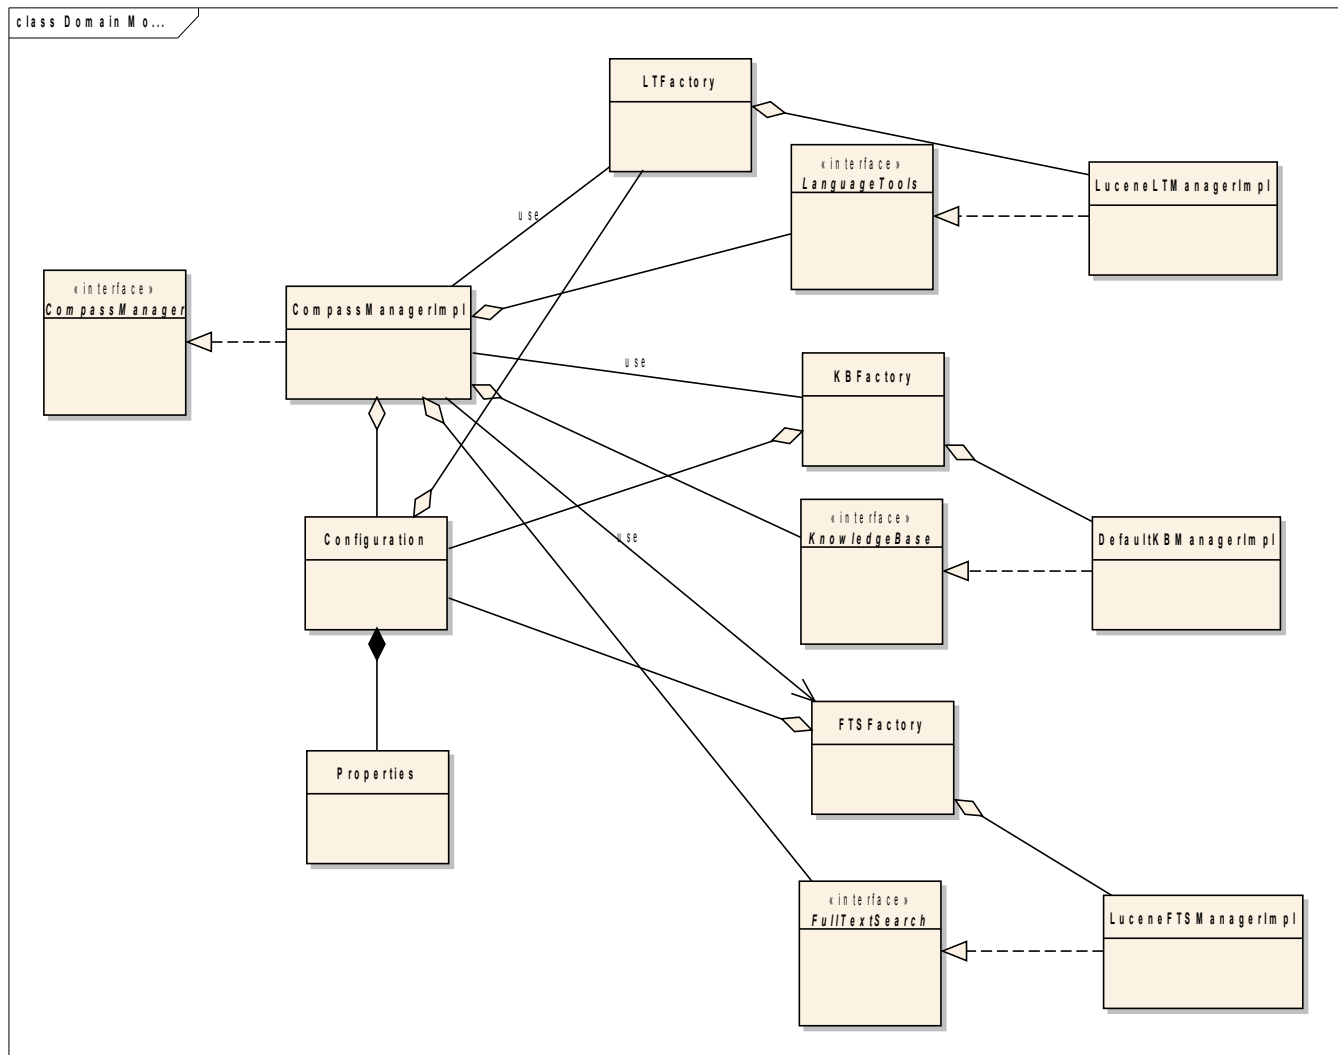 class Domain Mo...
LTFactory
«interface»
LanguageTools
LuceneLTManagerImpl
use
«interface»
CompassManager
CompassManagerImpl
use
KBFactory
«interface»
KnowledgeBase
Configuration
use
DefaultKBManagerImpl
FTSFactory
Properties
«interface»
FullTextSearch
LuceneFTSManagerImpl